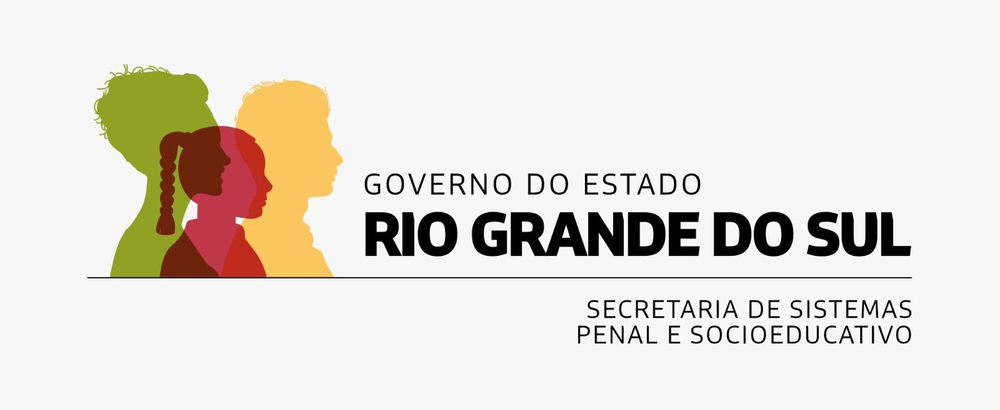 GOVERNO DO ESTADO
RIO GRANDE DO SUL
SECRETARIA DE SISTEMAS
PENAL E SOCIOEDUCATIVO